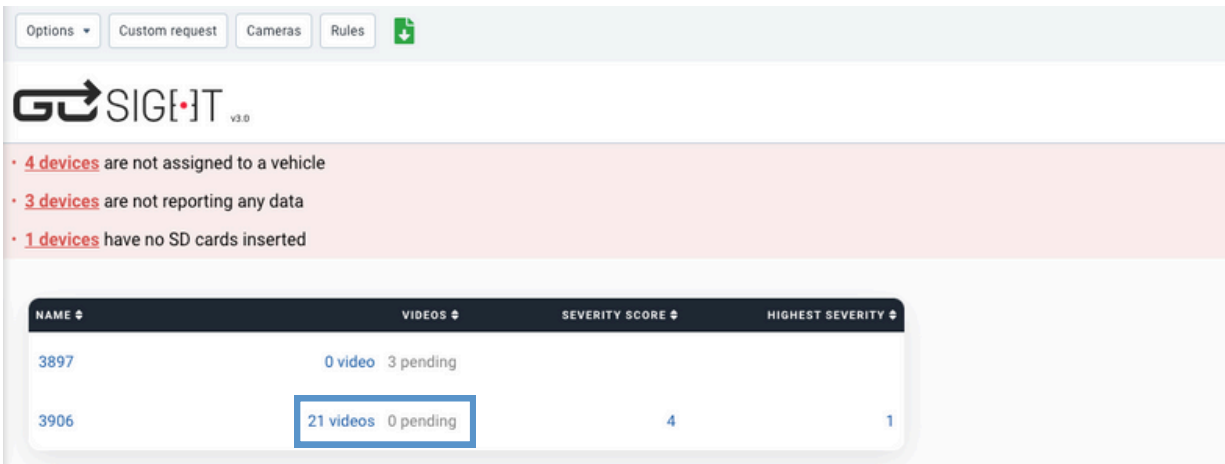 Options Custom request Cameras Rules
GO SIGHT v3.0
4 devices are not assigned to a vehicle
3 devices are not reporting any data
1 devices have no SD cards inserted
NAME VIDEOS SEVERITY SCORE HIGHEST SEVERITY
3897 0 video 3 pending
3906 21 videos 0 pending 4 1